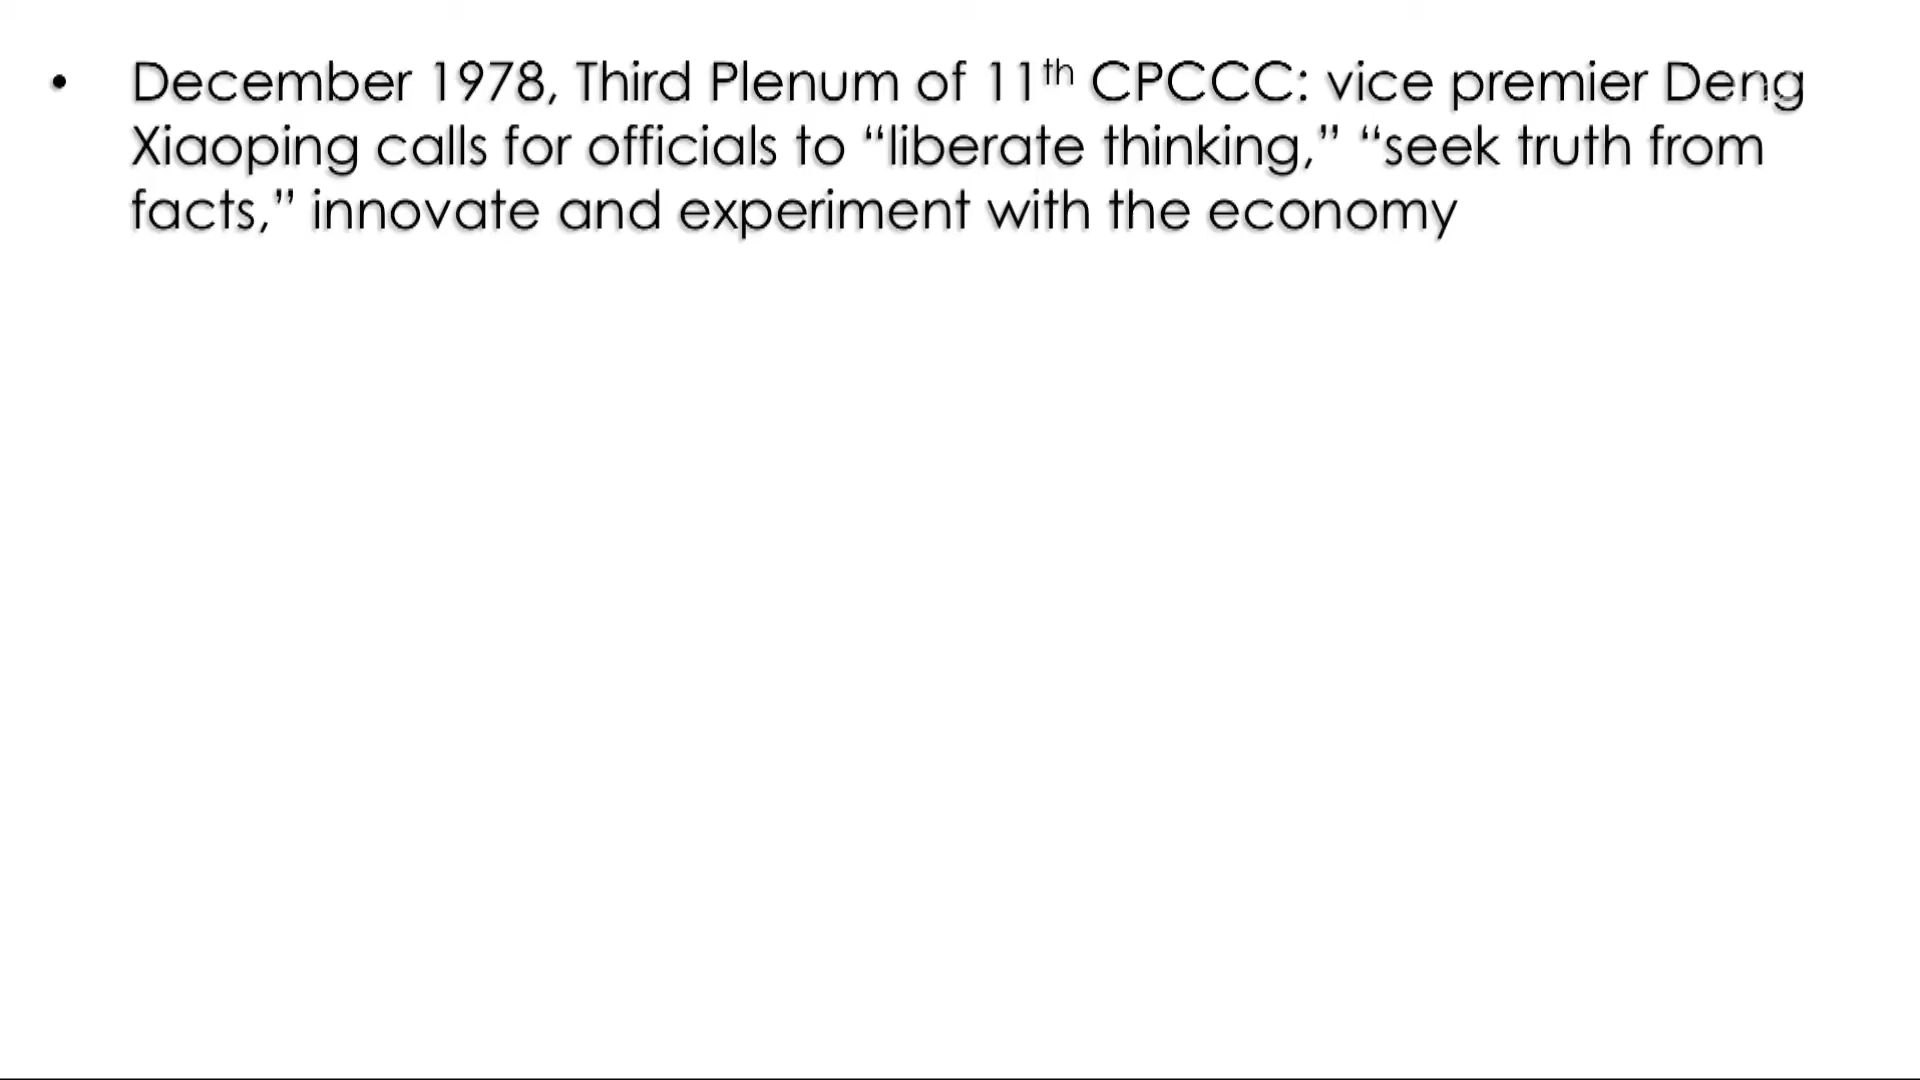 • December 1978, Third Plenum of 11th CPCCC: vice premier Deng
Xiaoping calls for officials to “liberate thinking,” “seek truth from
facts,” innovate and experiment with the economy